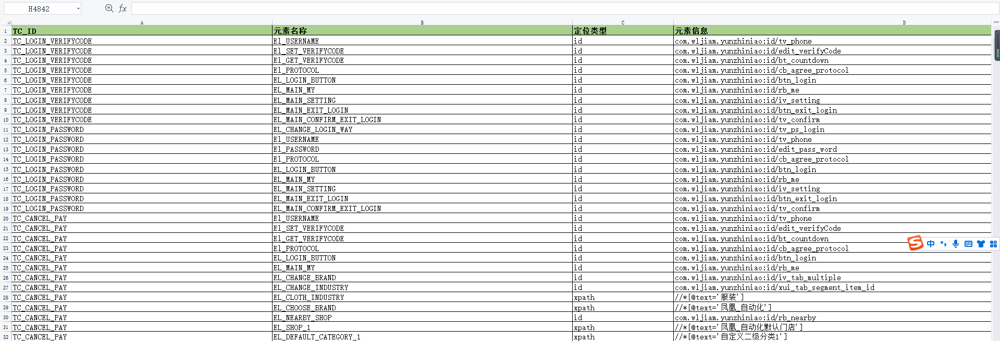 H4842 fx
A B C D
1 TC_ID 元素名称 定位类型 元素信息
2 TC_LOGIN_VERIFYCODE El_USERNAME id com.wljiam.yunzhiniao:id/tv_phone
3 TC_LOGIN_VERIFYCODE El_SET_VERIFYCODE id com.wljiam.yunzhiniao:id/edit_verifyCode
4 TC_LOGIN_VERIFYCODE El_GET_VERIFYCODE id com.wljiam.yunzhiniao:id/bt_countdown
5 TC_LOGIN_VERIFYCODE El_PROTOCOL id com.wljiam.yunzhiniao:id/cb_agree_protocol
6 TC_LOGIN_VERIFYCODE EL_LOGIN_BUTTON id com.wljiam.yunzhiniao:id/btn_login
7 TC_LOGIN_VERIFYCODE EL_MAIN_MY id com.wljiam.yunzhiniao:id/rb_me
8 TC_LOGIN_VERIFYCODE EL_MAIN_SETTING id com.wljiam.yunzhiniao:id/iv_setting
9 TC_LOGIN_VERIFYCODE EL_MAIN_EXIT_LOGIN id com.wljiam.yunzhiniao:id/btn_exit_login
10 TC_LOGIN_VERIFYCODE EL_MAIN_CONFIRM_EXIT_LOGIN id com.wljiam.yunzhiniao:id/tv_confirm
11 TC_LOGIN_PASSWORD EL_CHANGE_LOGIN_WAY id com.wljiam.yunzhiniao:id/tv_ps_login
12 TC_LOGIN_PASSWORD El_USERNAME id com.wljiam.yunzhiniao:id/tv_phone
13 TC_LOGIN_PASSWORD El_PASSWORD id com.wljiam.yunzhiniao:id/edit_pass_word
14 TC_LOGIN_PASSWORD El_PROTOCOL id com.wljiam.yunzhiniao:id/cb_agree_protocol
15 TC_LOGIN_PASSWORD EL_LOGIN_BUTTON id com.wljiam.yunzhiniao:id/btn_login
16 TC_LOGIN_PASSWORD EL_MAIN_MY id com.wljiam.yunzhiniao:id/rb_me
17 TC_LOGIN_PASSWORD EL_MAIN_SETTING id com.wljiam.yunzhiniao:id/iv_setting
18 TC_LOGIN_PASSWORD EL_MAIN_EXIT_LOGIN id com.wljiam.yunzhiniao:id/btn_exit_login
19 TC_LOGIN_PASSWORD EL_MAIN_CONFIRM_EXIT_LOGIN id com.wljiam.yunzhiniao:id/tv_confirm
20 TC_CANCEL_PAY El_USERNAME id com.wljiam.yunzhiniao:id/tv_phone
21 TC_CANCEL_PAY El_SET_VERIFYCODE id com.wljiam.yunzhiniao:id/edit_verifyCode
22 TC_CANCEL_PAY El_GET_VERIFYCODE id com.wljiam.yunzhiniao:id/bt_countdown
23 TC_CANCEL_PAY El_PROTOCOL id com.wljiam.yunzhiniao:id/cb_agree_protocol
S 中 °,
24 TC_CANCEL_PAY EL_LOGIN_BUTTON id com.wljiam.yunzhiniao:id/btn_login
25 TC_CANCEL_PAY EL_MAIN_MY id com.wljiam.yunzhiniao:id/rb_me
26 TC_CANCEL_PAY EL_CHANGE_BRAND id com.wljiam.yunzhiniao:id/iv_tab_multiple
27 TC_CANCEL_PAY EL_CHANGE_INDUSTRY id com.wljiam.yunzhiniao:id/xui_tab_segment_item_id
28 TC_CANCEL_PAY EL_CLOTH_INDUSTRY xpath //*[@text='服装']
29 TC_CANCEL_PAY EL_CHOOSE_BRAND xpath //*[@text='凤凰_自动化']
30 TC_CANCEL_PAY EL_NEARBY_SHOP id com.wljiam.yunzhiniao:id/rb_nearby
31 TC_CANCEL_PAY EL_SHOP_1 xpath //*[@text='凤凰_自动化默认门店']
32 TC_CANCEL_PAY EL_DEFAULT_CATEGORY_1 xpath //*[@text='自定义二级分类1']